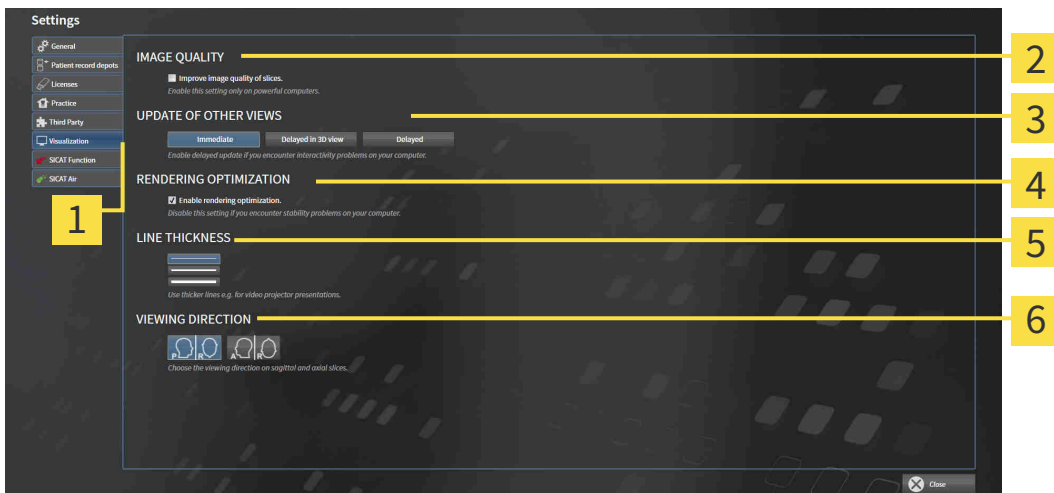 Settings
General
Patient record depots
Licenses
Practice
Third Party
Visualization
SICAT Function
SICAT Air
1
IMAGE QUALITY
2
Improve image quality of slices.
Enable this setting only on powerful computers.
UPDATE OF OTHER VIEWS
3
Immediate Delayed in 3D view Delayed
Enable delayed update if you encounter interactivity problems on your computer.
RENDERING OPTIMIZATION
4
Enable rendering optimization.
Disable this setting if you encounter stability problems on your computer.
LINE THICKNESS
5
Use thicker lines e.g. for video projector presentations.
VIEWING DIRECTION
6
P R A R
Choose the viewing direction on sagittal and axial slices.
Close